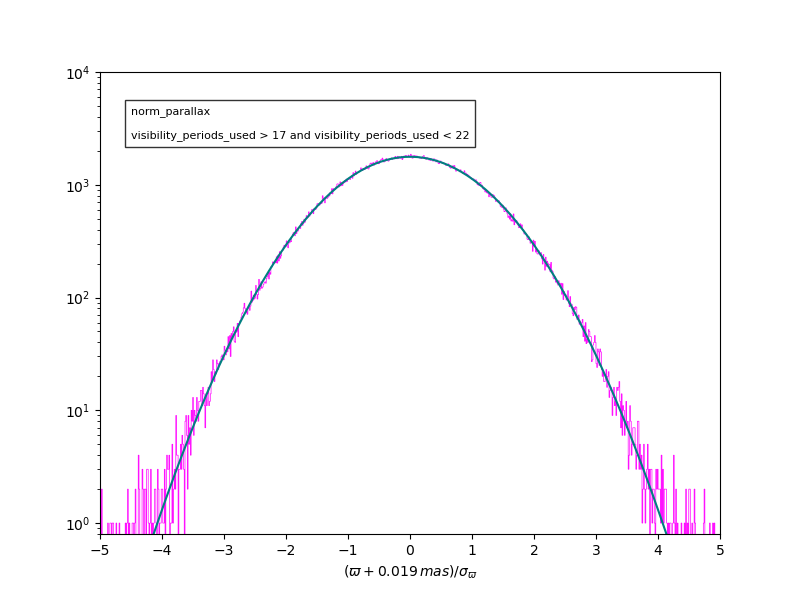 norm_parallax
visibility_periods_used > 17 and visibility_periods_used < 22
10^4
10^3
10^2
10^1
10^0
−5 −4 −3 −2 −1 0 1 2 3 4 5
(ϖ + 0.019 mas)/σ_ϖ